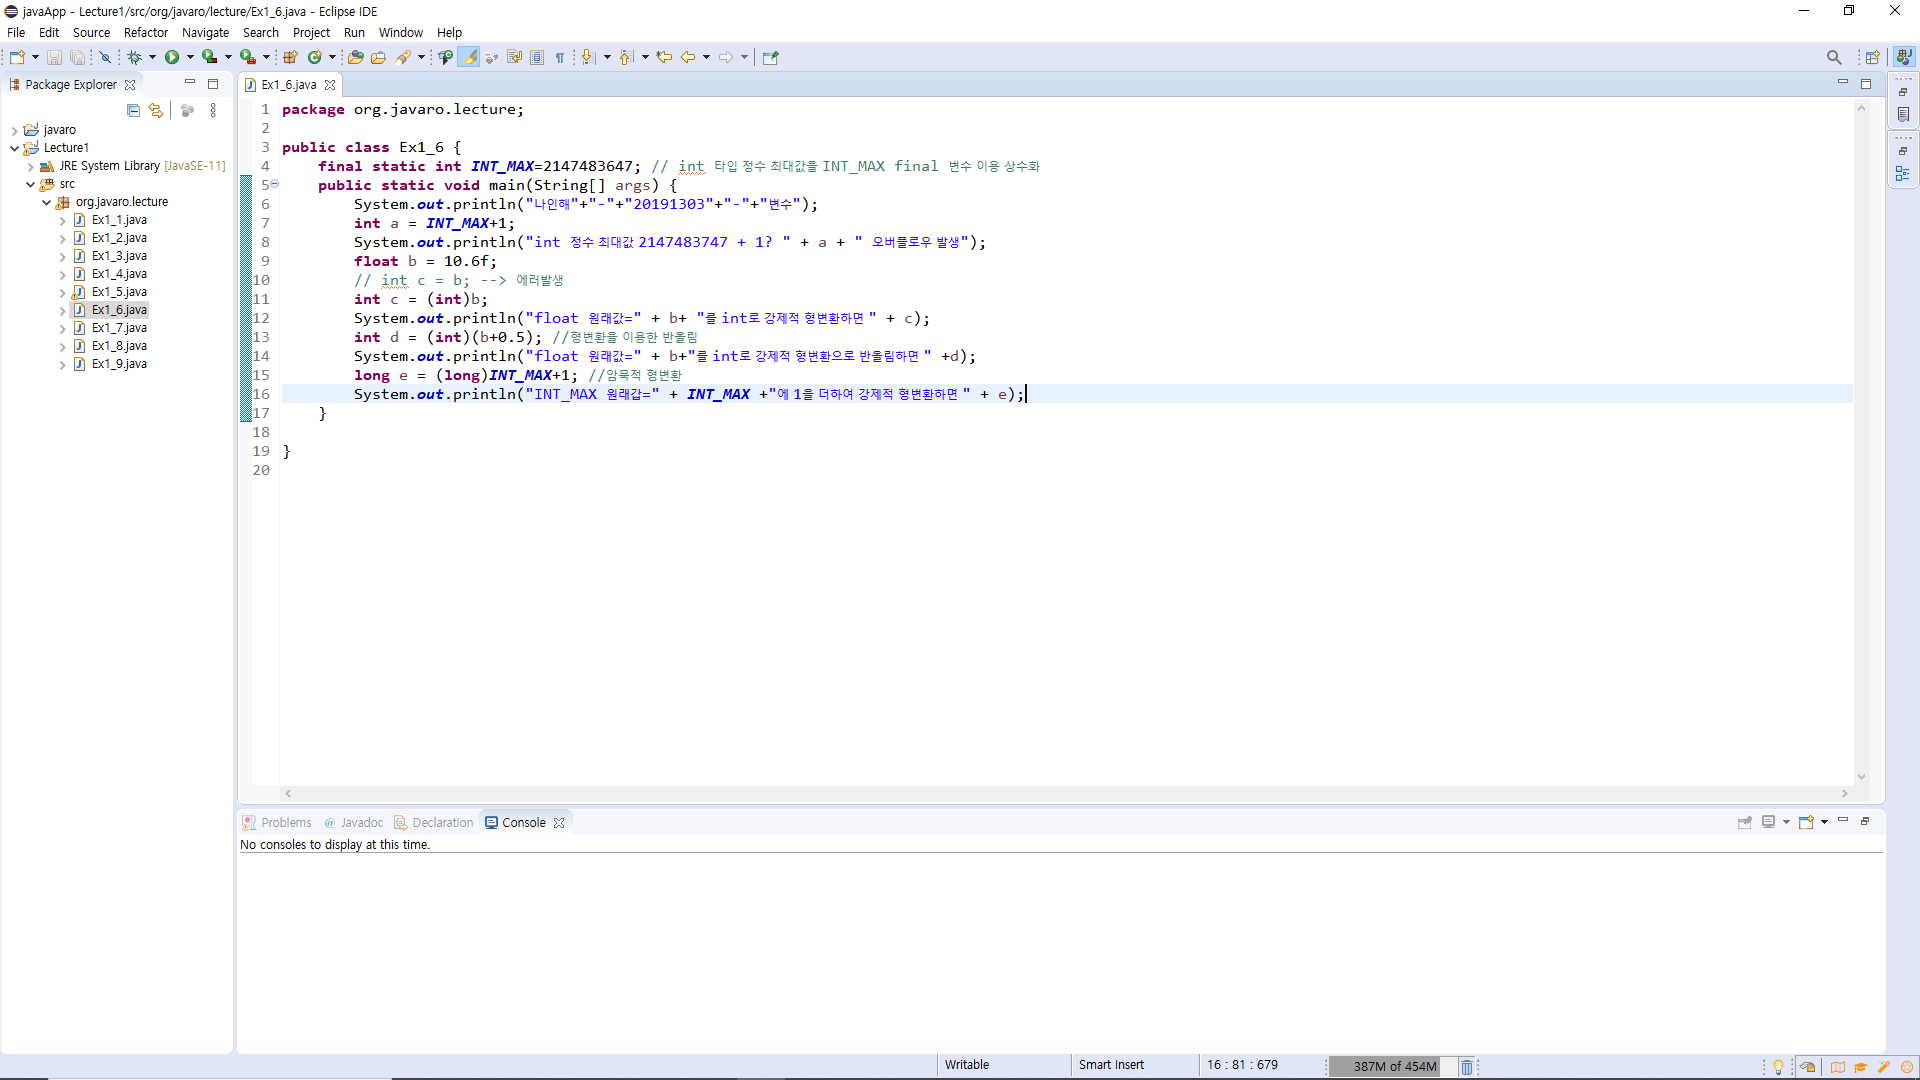 javaApp - Lecture1/src/org/javaro/lecture/Ex1_6.java - Eclipse IDE
File Edit Source Refactor Navigate Search Project Run Window Help
Package Explorer
javaro
Lecture1
JRE System Library [JavaSE-11]
src
org.javaro.lecture
Ex1_1.java
Ex1_2.java
Ex1_3.java
Ex1_4.java
Ex1_5.java
Ex1_6.java
Ex1_7.java
Ex1_8.java
Ex1_9.java
Ex1_6.java
1 package org.javaro.lecture;
2
3 public class Ex1_6 {
4 final static int INT_MAX=2147483647; // int 타입 정수 최대값을 INT_MAX final 변수 이용 상수화
5 public static void main(String[] args) {
6 System.out.println("나인해"+"-"+"20191303"+"-"+"변수");
7 int a = INT_MAX+1;
8 System.out.println("int 정수 최대값 2147483747 + 1? " + a + " 오버플로우 발생");
9 float b = 10.6f;
10 // int c = b; --> 에러발생
11 int c = (int)b;
12 System.out.println("float 원래값=" + b+ "를 int로 강제적 형변환하면 " + c);
13 int d = (int)(b+0.5); //형변환을 이용한 반올림
14 System.out.println("float 원래값=" + b+"를 int로 강제적 형변환으로 반올림하면 " +d);
15 long e = (long)INT_MAX+1; //암묵적 형변환
16 System.out.println("INT_MAX 원래갑=" + INT_MAX +"에 1을 더하여 강제적 형변환하면 " + e);
17 }
18
19 }
20
Problems @ Javadoc Declaration Console
No consoles to display at this time.
Writable Smart Insert 16 : 81 : 679 387M of 454M